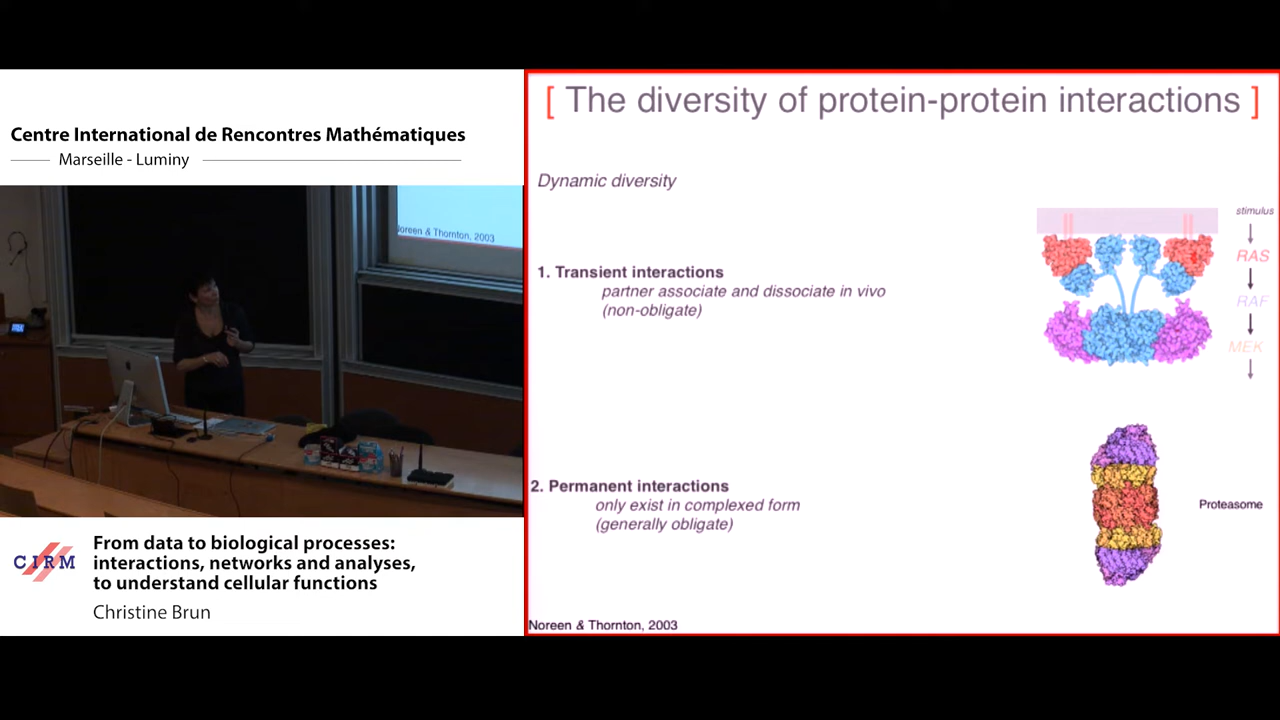 Centre International de Rencontres Mathématiques
Marseille - Luminy
Noreen & Thornton, 2003
CIRM
From data to biological processes:
interactions, networks and analyses,
to understand cellular functions
Christine Brun
[ The diversity of protein-protein interactions ]
Dynamic diversity
1. Transient interactions
partner associate and dissociate in vivo
(non-obligate)
stimulus
RAS
RAF
MEK
2. Permanent interactions
only exist in complexed form
(generally obligate)
Proteasome
Noreen & Thornton, 2003